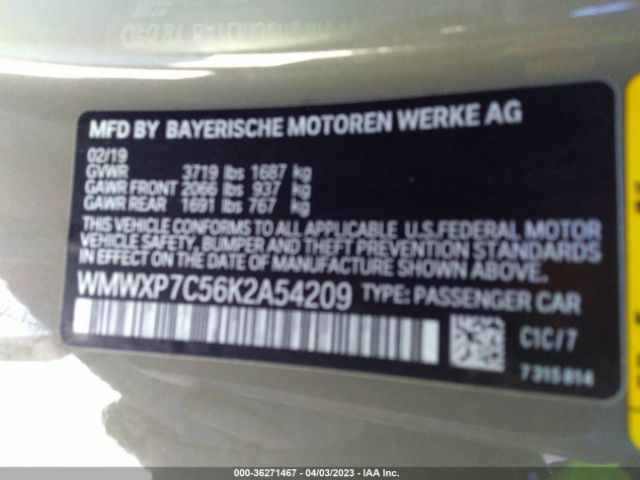 MFD BY BAYERISCHE MOTOREN WERKE AG
02/19
GVWR 3719 lbs 1687 kg
GAWR FRONT 2066 lbs 937 kg
GAWR REAR 1691 lbs 767 kg
THIS VEHICLE CONFORMS TO ALL APPLICABLE U.S.FEDERAL MOTOR
VEHICLE SAFETY, BUMPER AND THEFT PREVENTION STANDARDS
IN EFFECT ON THE DATE OF MANUFACTURE SHOWN ABOVE.
WMWXP7C56K2A54209 TYPE: PASSENGER CAR
C1C/7
7315814
000-36271467 - 04/03/2023 - IAA Inc.